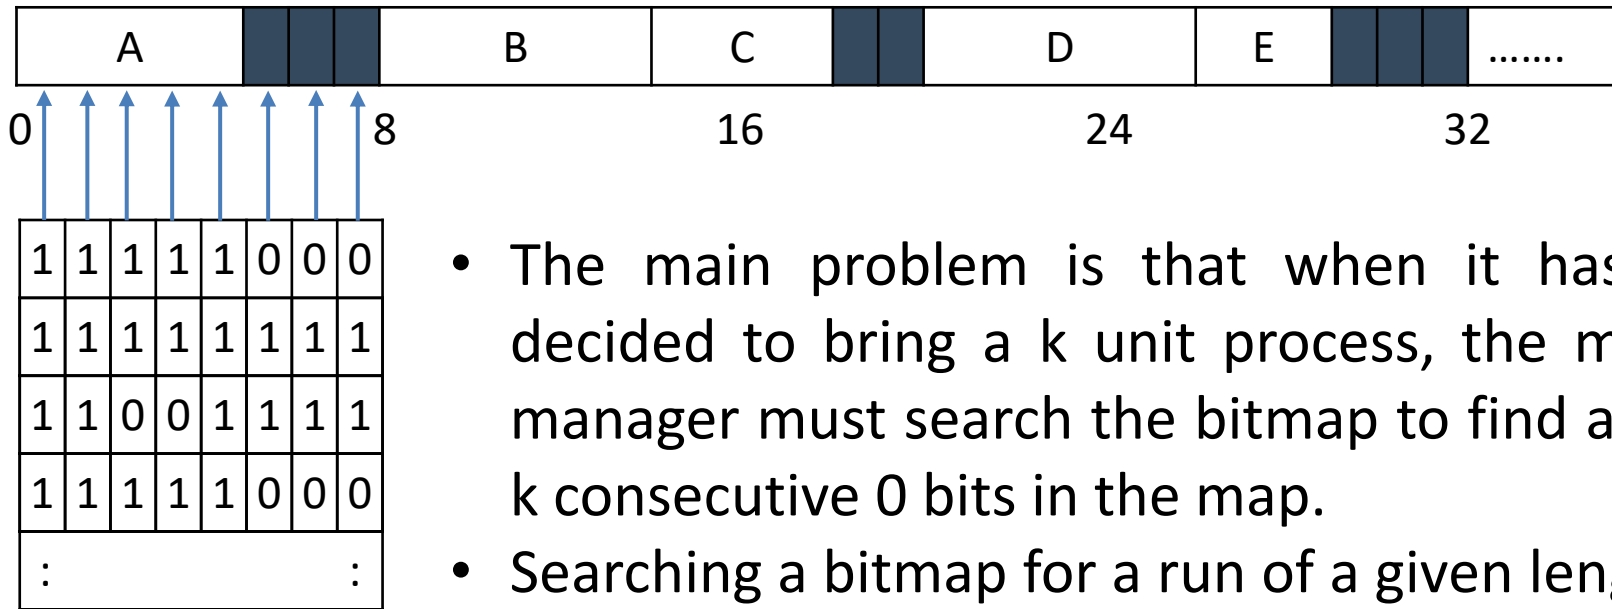 A B C D E …….
0 8 16 24 32
1 1 1 1 1 0 0 0
1 1 1 1 1 1 1 1
1 1 0 0 1 1 1 1
1 1 1 1 1 0 0 0
: :
• The main problem is that when it has
decided to bring a k unit process, the
manager must search the bitmap to find
k consecutive 0 bits in the map.
• Searching a bitmap for a run of a given